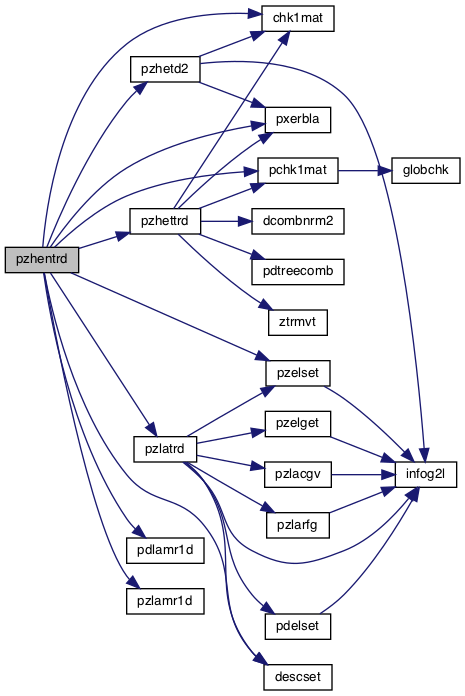 chk1mat
pzhetd2
pxerbla
pchk1mat
globchk
pzhettrd
dcombnrm2
pzhentrd
pdtreecomb
ztrmvt
pzelset
pzelget
pzlatrd
pzlacgv
infog2l
pzlarfg
pdlamr1d
pzlamr1d
pdelset
descset